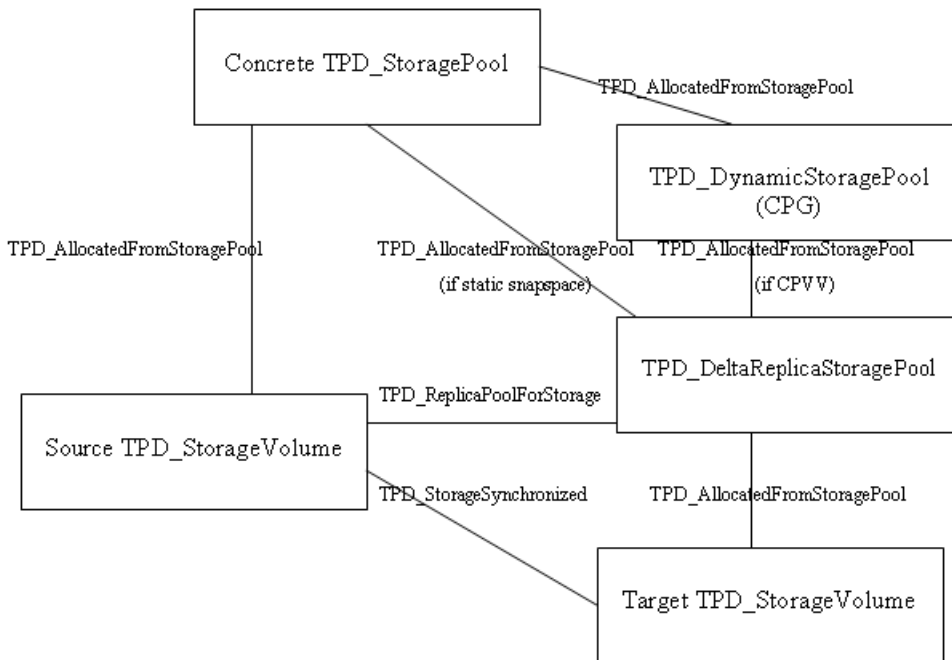 Concrete TPD_StoragePool
TPD_AllocatedFromStoragePool
TPD_DynamicStoragePool
(CPG)
TPD_AllocatedFromStoragePool
TPD_AllocatedFromStoragePool
(if static snapspace)
TPD_AllocatedFromStoragePool
(if CPVV)
TPD_DeltaReplicaStoragePool
TPD_ReplicaPoolForStorage
Source TPD_StorageVolume
TPD_StorageSynchronized
TPD_AllocatedFromStoragePool
Target TPD_StorageVolume